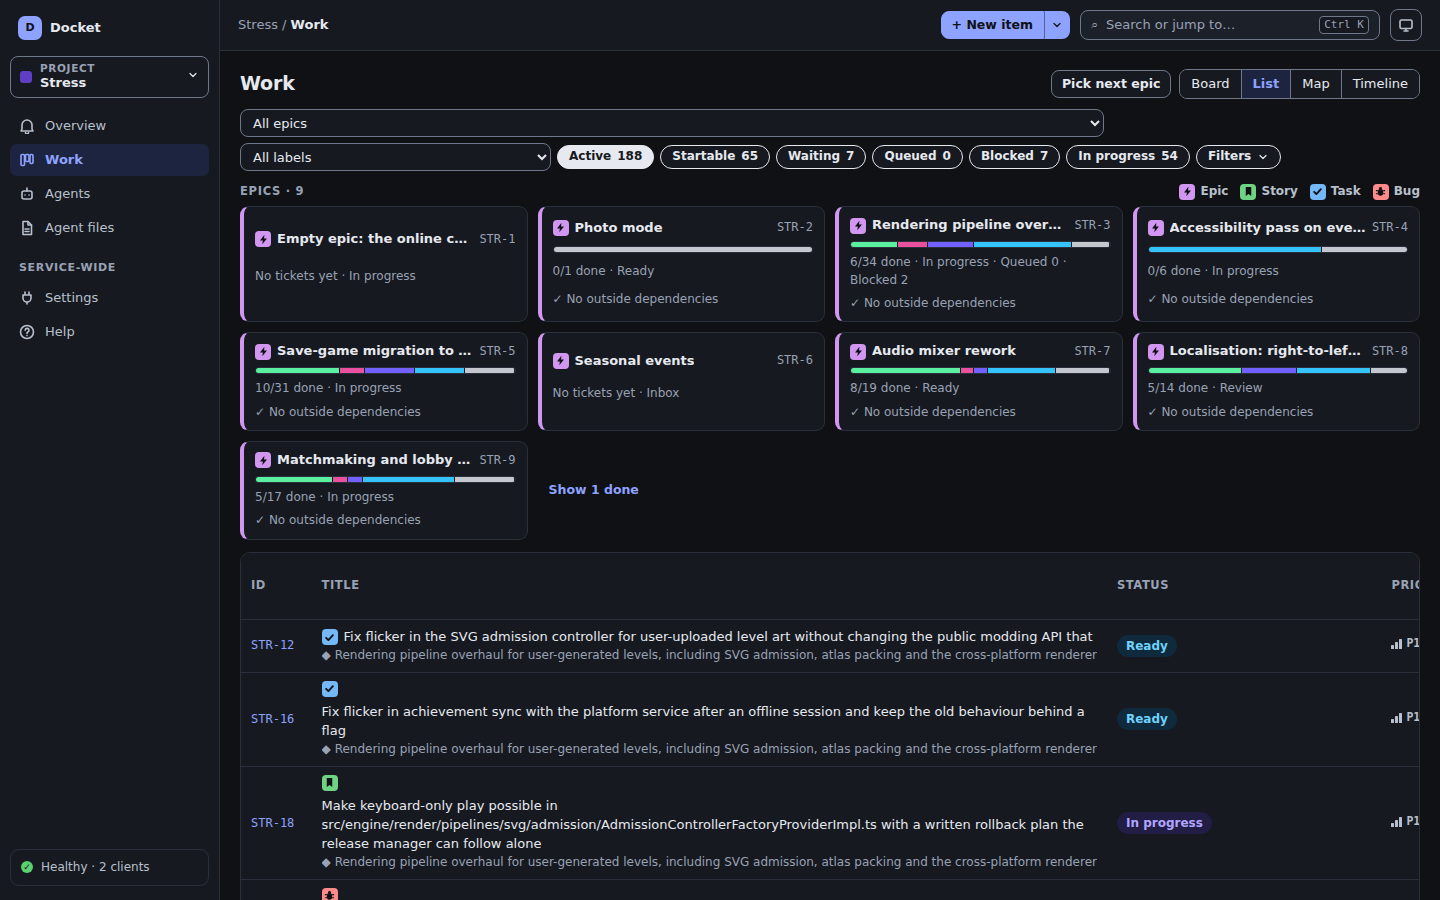 D Docket
PROJECT
Stress
Overview
Work
Agents
Agent files
SERVICE-WIDE
Settings
Help
Healthy · 2 clients
Stress / Work
+ New item
Search or jump to…
Ctrl K
Work
Pick next epic
Board
List
Map
Timeline
All epics
All labels
Active 188
Startable 65
Waiting 7
Queued 0
Blocked 7
In progress 54
Filters
EPICS · 9
Epic
Story
Task
Bug
Empty epic: the online c… STR-1
No tickets yet · In progress
Photo mode STR-2
0/1 done · Ready
✓ No outside dependencies
Rendering pipeline over… STR-3
6/34 done · In progress · Queued 0 ·
Blocked 2
✓ No outside dependencies
Accessibility pass on eve… STR-4
0/6 done · In progress
✓ No outside dependencies
Save-game migration to … STR-5
10/31 done · In progress
✓ No outside dependencies
Seasonal events STR-6
No tickets yet · Inbox
Audio mixer rework STR-7
8/19 done · Ready
✓ No outside dependencies
Localisation: right-to-lef… STR-8
5/14 done · Review
✓ No outside dependencies
Matchmaking and lobby … STR-9
5/17 done · In progress
✓ No outside dependencies
Show 1 done
ID TITLE STATUS
STR-12
Fix flicker in the SVG admission controller for user-uploaded level art without changing the public modding API that
◆ Rendering pipeline overhaul for user-generated levels, including SVG admission, atlas packing and the cross-platform renderer
Ready
P1
STR-16
Fix flicker in achievement sync with the platform service after an offline session and keep the old behaviour behind a
flag
◆ Rendering pipeline overhaul for user-generated levels, including SVG admission, atlas packing and the cross-platform renderer
Ready
P1
STR-18
Make keyboard-only play possible in
src/engine/render/pipelines/svg/admission/AdmissionControllerFactoryProviderImpl.ts with a written rollback plan the
release manager can follow alone
◆ Rendering pipeline overhaul for user-generated levels, including SVG admission, atlas packing and the cross-platform renderer
In progress
P1